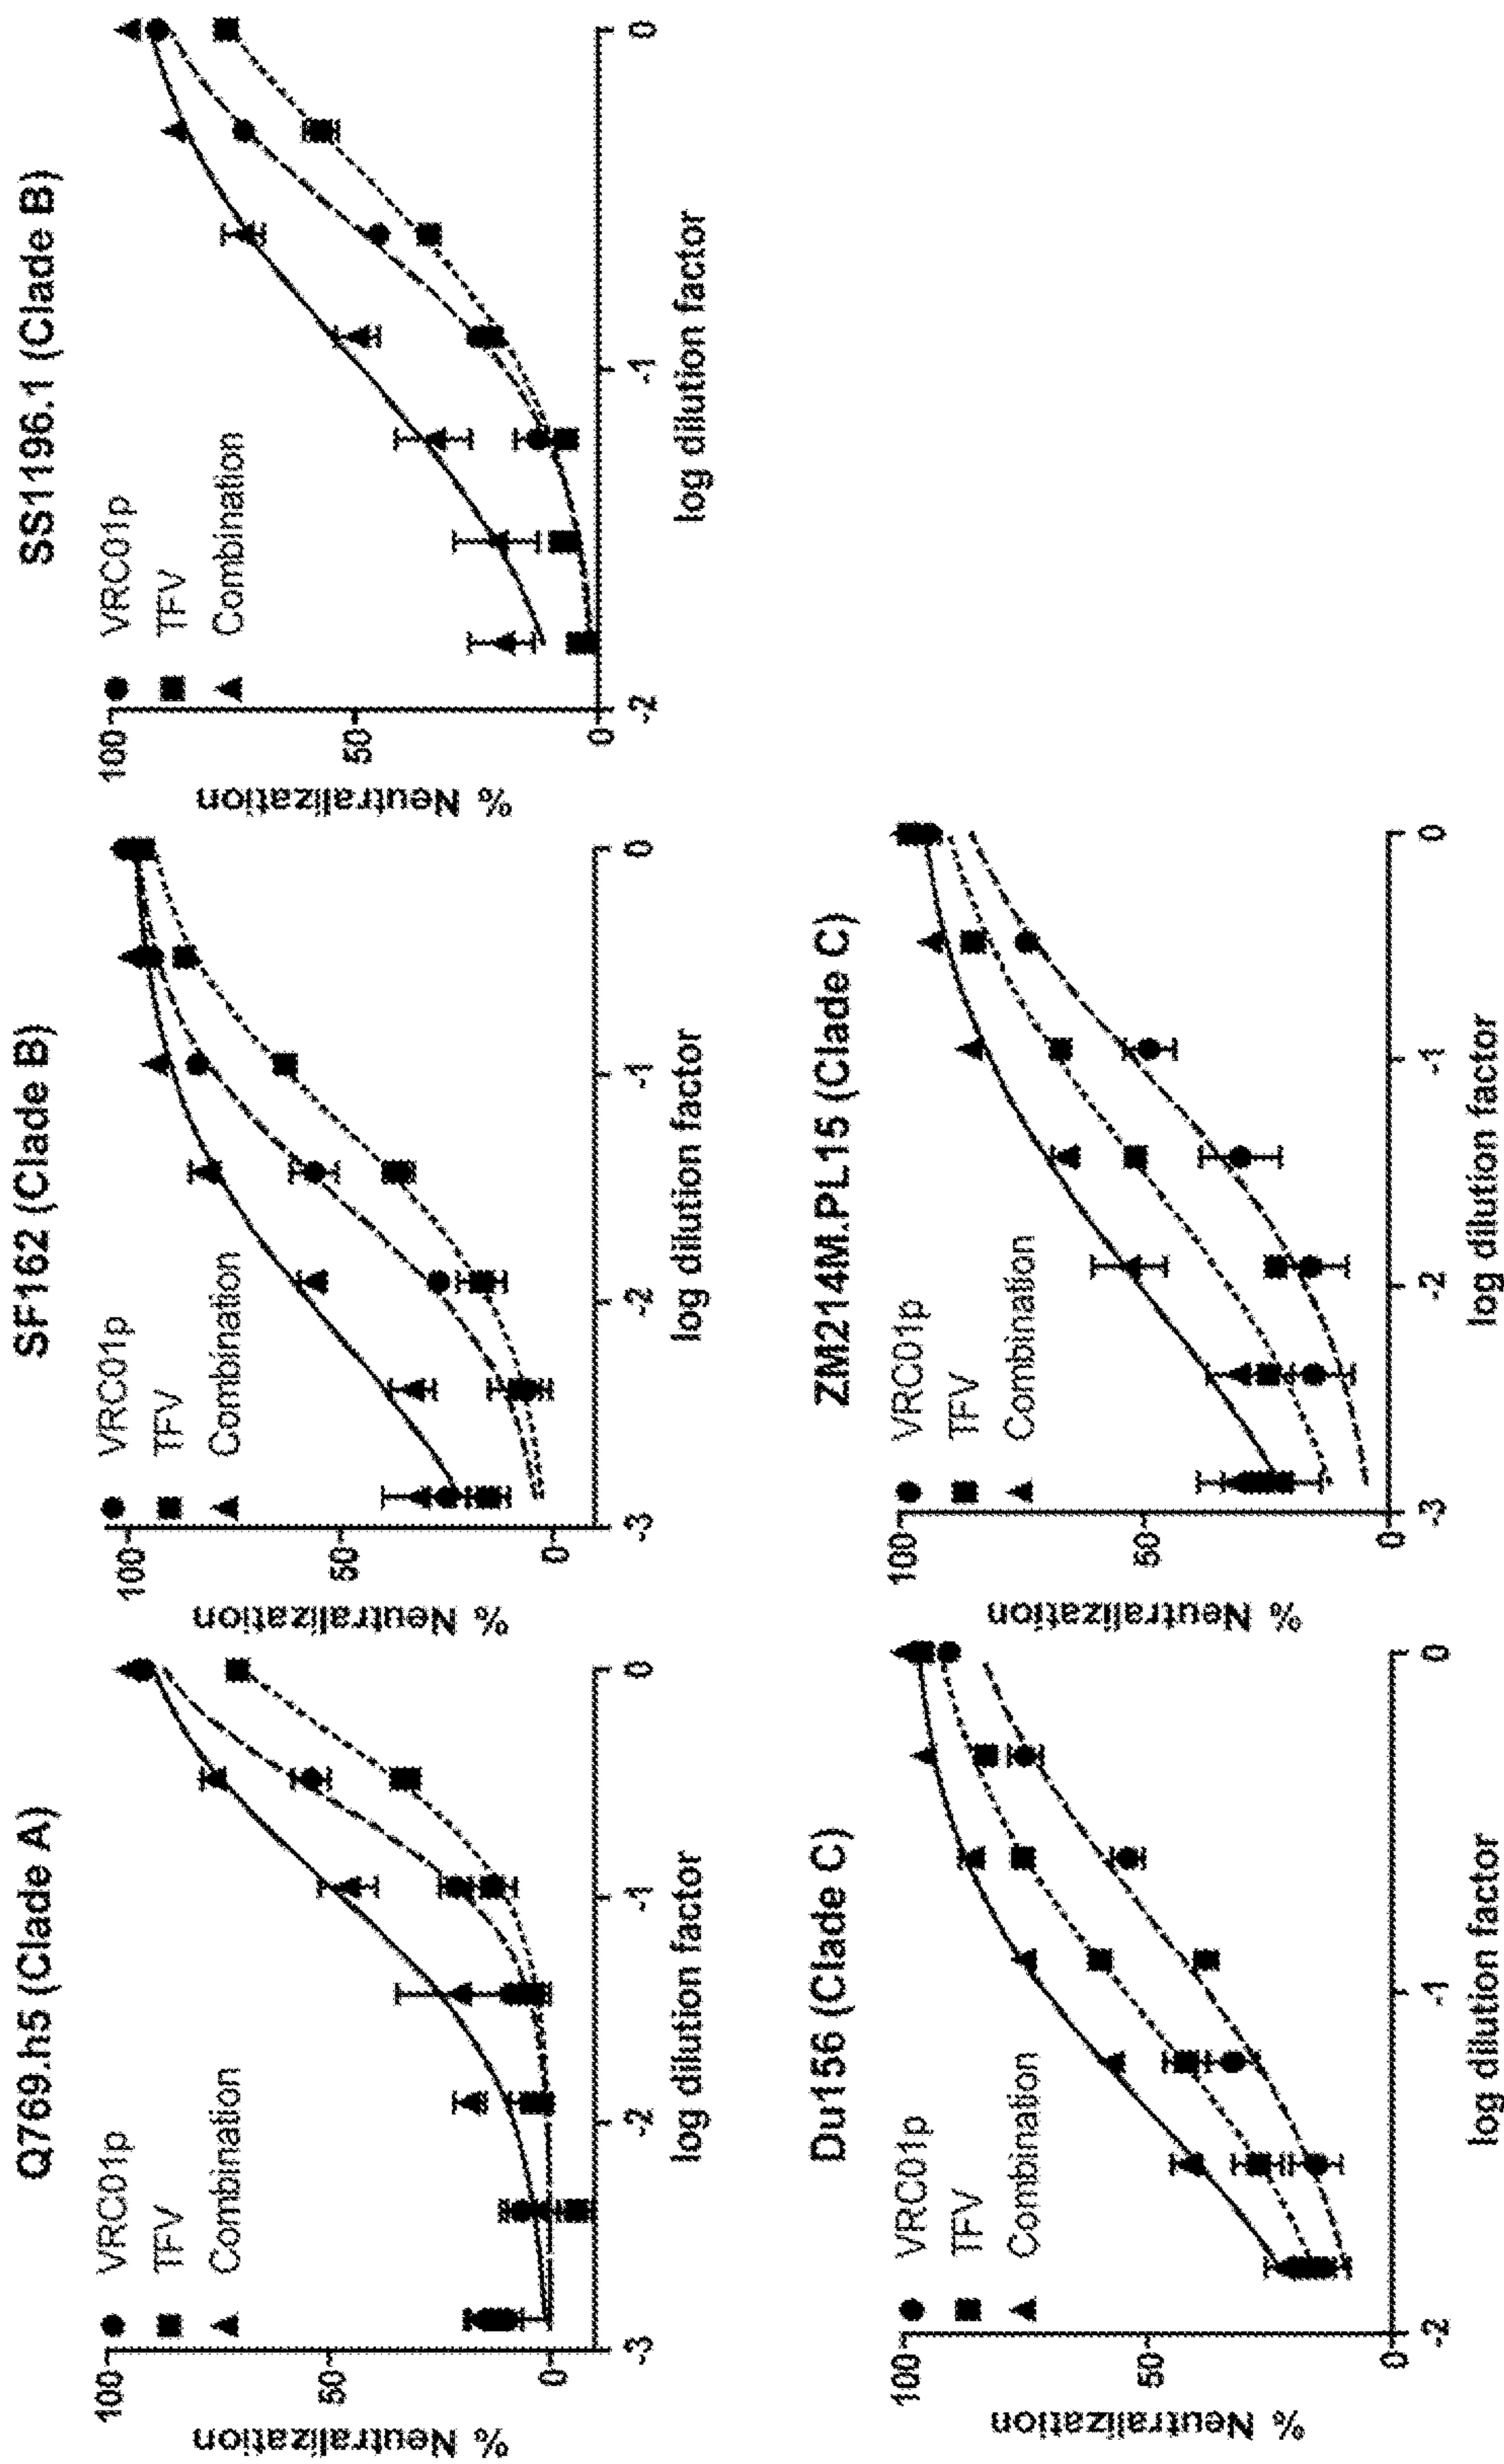 Q769.h5 (Clade A)
VRC01p
TFV
Combination
% Neutralization
100
50
0
-3
-2
-1
0
log dilution factor
SF162 (Clade B)
VRC01p
TFV
Combination
% Neutralization
100
50
0
-3
-2
-1
0
log dilution factor
SS1196.1 (Clade B)
VRC01p
TFV
Combination
% Neutralization
100
50
0
-2
-1
0
log dilution factor
Du156 (Clade C)
VRC01p
TFV
Combination
% Neutralization
100
50
0
-2
-1
0
log dilution factor
ZM214M.PL15 (Clade C)
VRC01p
TFV
Combination
% Neutralization
100
50
0
-3
-2
-1
0
log dilution factor